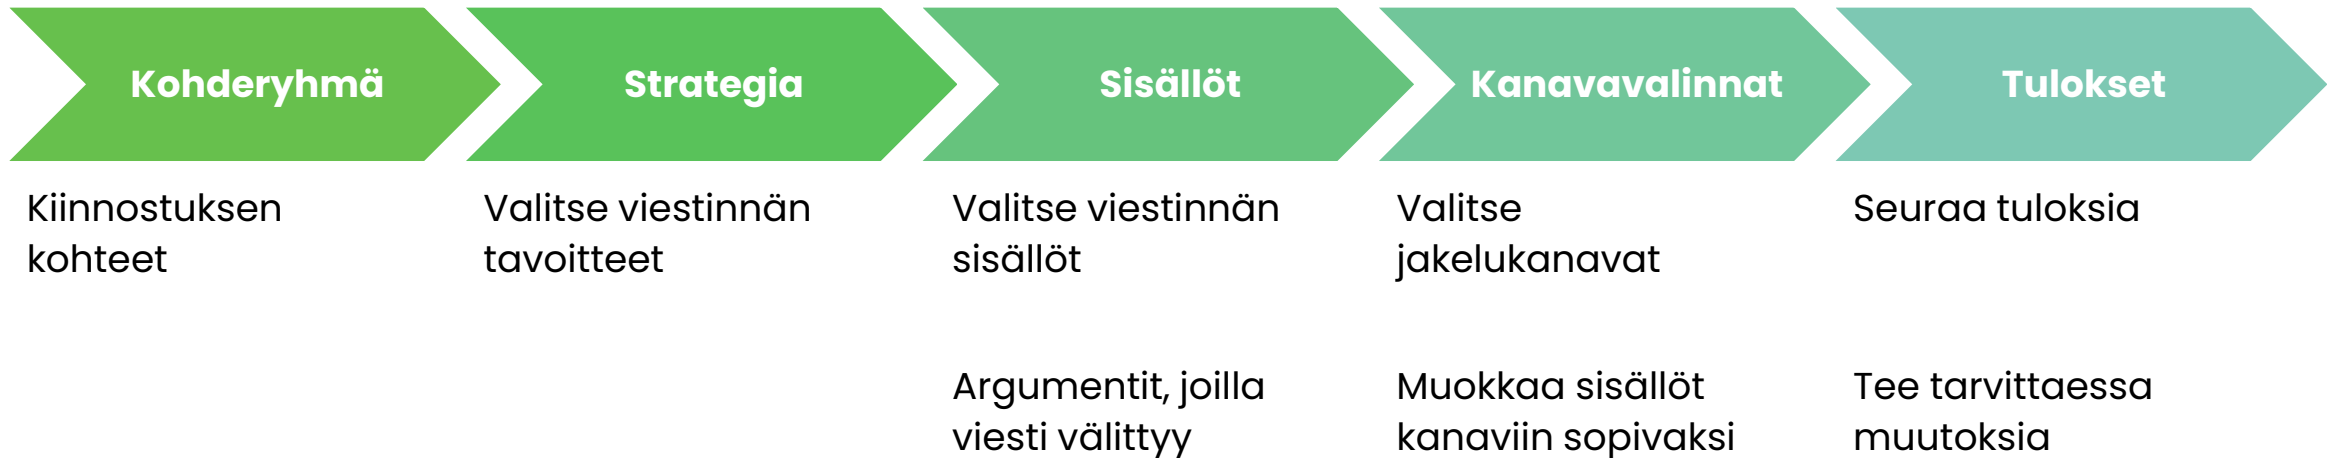 Kohderyhmä
Strategia
Sisällöt
Kanavavalinnat
Tulokset
Kiinnostuksen
kohteet
Valitse viestinnän
tavoitteet
Valitse viestinnän
sisällöt
Argumentit, joilla
viesti välittyy
Valitse
jakelukanavat
Muokkaa sisällöt
kanaviin sopivaksi
Seuraa tuloksia
Tee tarvittaessa
muutoksia